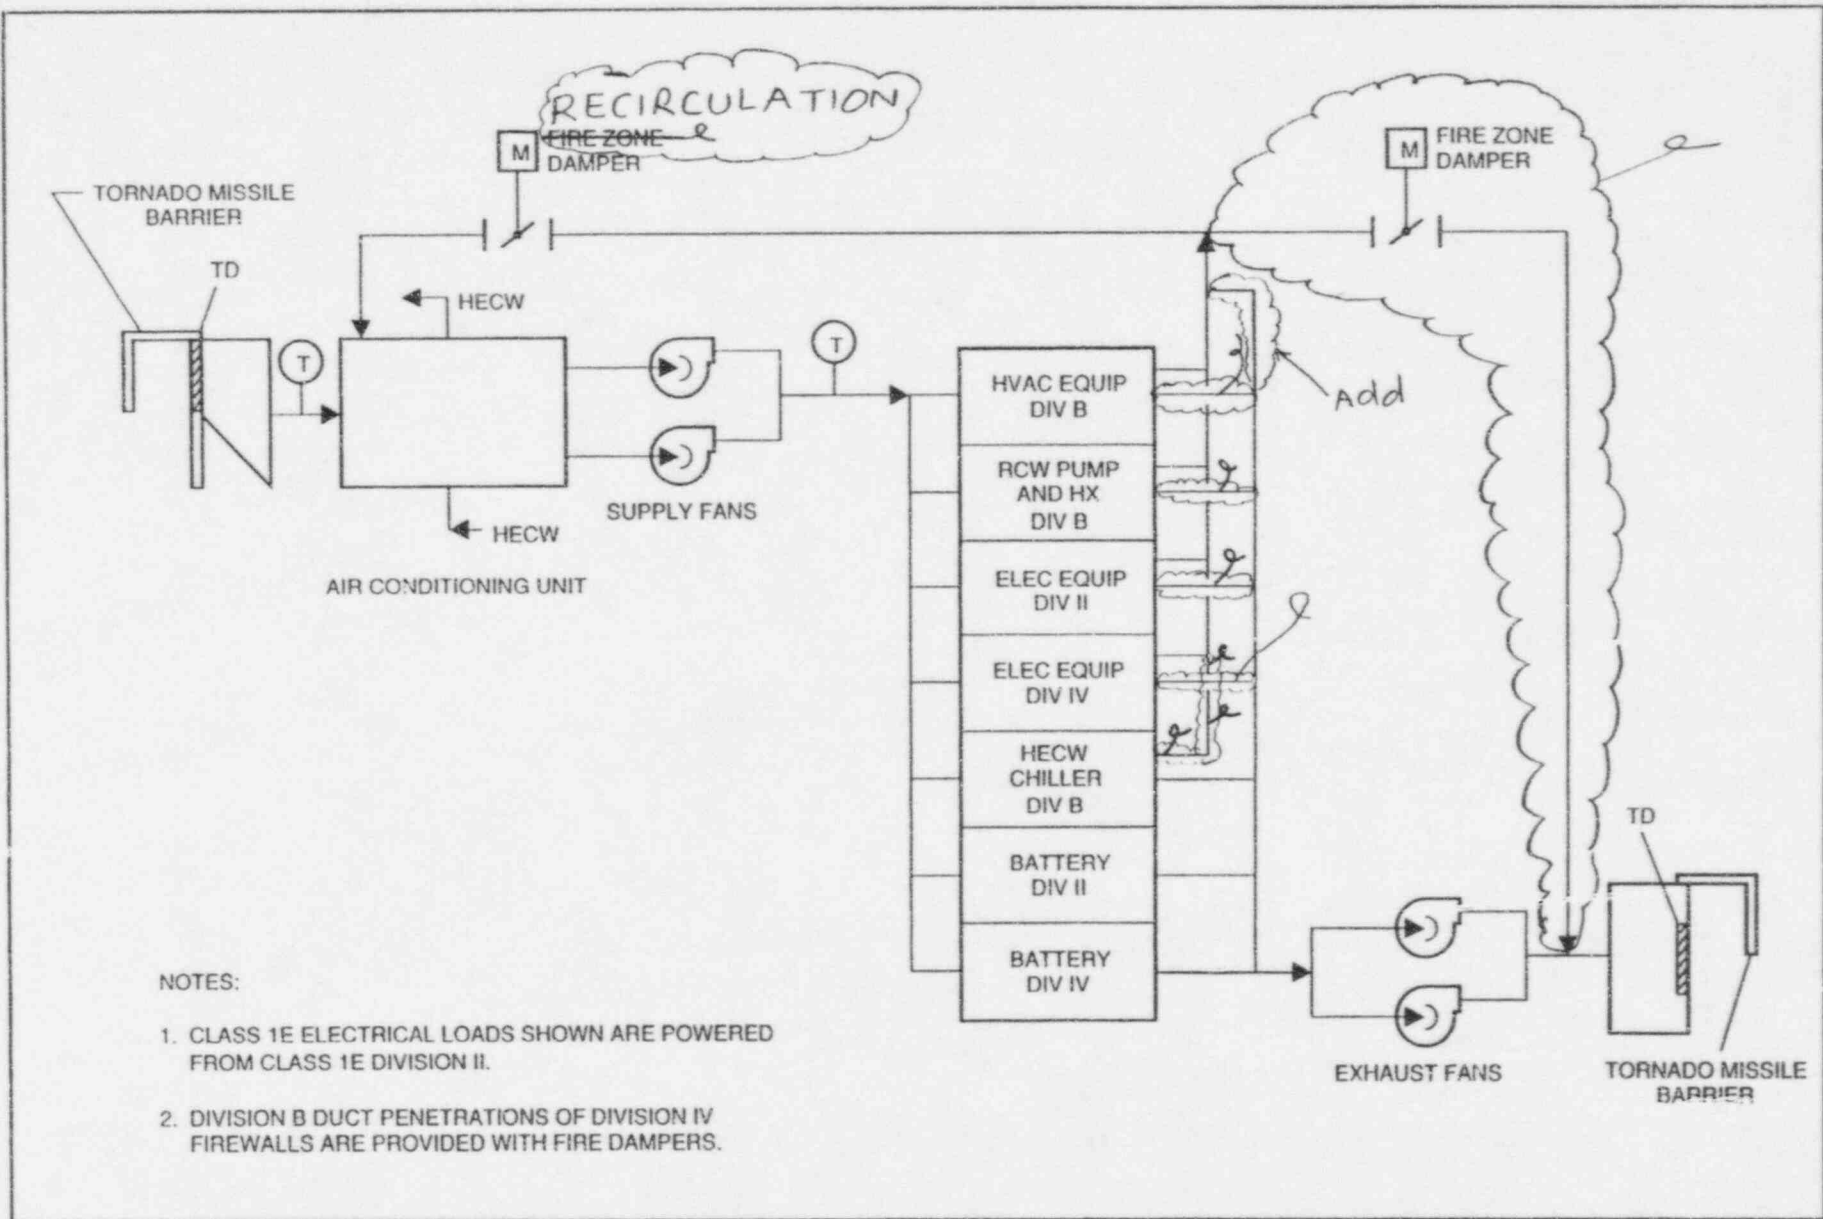 RECIRCULATION
M
FIRE ZONE
DAMPER
M
FIRE ZONE
DAMPER
TORNADO MISSILE
BARRIER
TD
HECW
T
T
HVAC EQUIP
DIV B
Add
RCW PUMP
AND HX
DIV B
SUPPLY FANS
HECW
AIR CONDITIONING UNIT
ELEC EQUIP
DIV II
ELEC EQUIP
DIV IV
HECW
CHILLER
DIV B
TD
BATTERY
DIV II
BATTERY
DIV IV
NOTES:
1. CLASS 1E ELECTRICAL LOADS SHOWN ARE POWERED
FROM CLASS 1E DIVISION II.
EXHAUST FANS
TORNADO MISSILE
BARRIER
2. DIVISION B DUCT PENETRATIONS OF DIVISION IV
FIREWALLS ARE PROVIDED WITH FIRE DAMPERS.